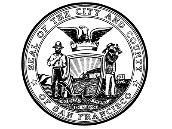 SEAL OF THE CITY AND COUNTY
OF SAN FRANCISCO